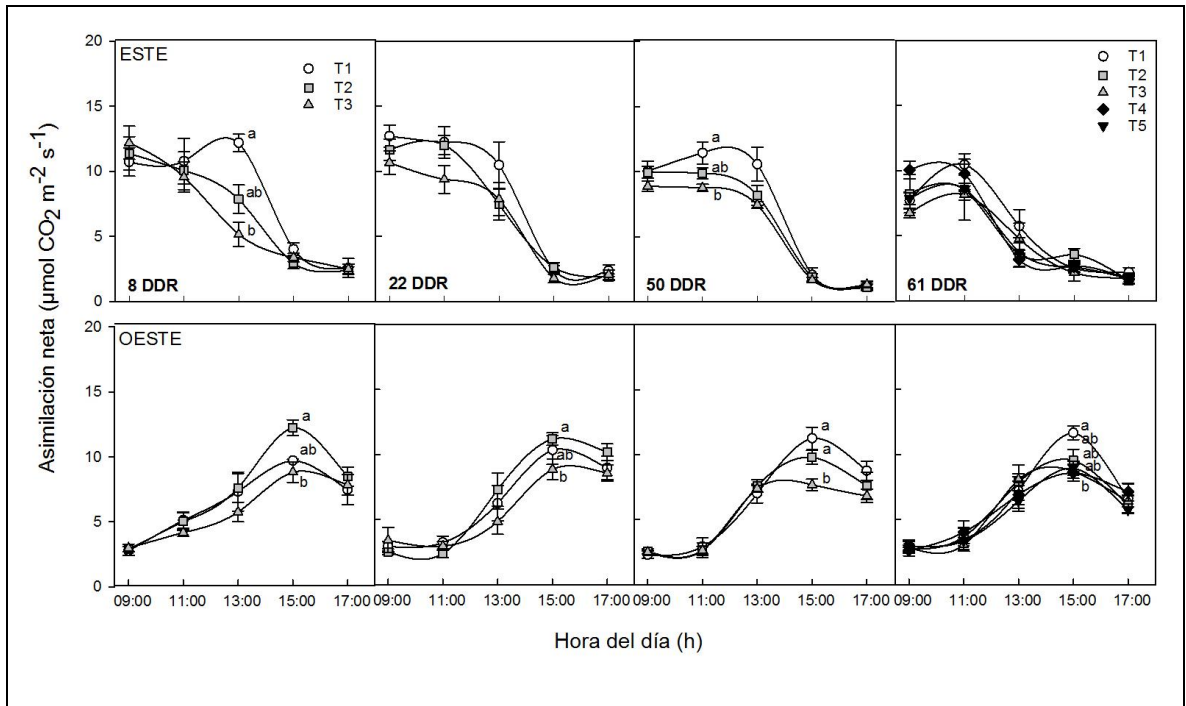 Asimilación neta (µmol CO2 m-2 s-1)
20
15
10
5
0
ESTE
T1
T2
T3
a
ab
b
8 DDR
22 DDR
a
ab
b
50 DDR
T1
T2
T3
T4
T5
61 DDR
20
15
10
5
0
OESTE
a
ab
b
a
ab
b
a
a
b
a
ab
ab
ab
b
09:00 11:00 13:00 15:00 17:00 09:00 11:00 13:00 15:00 17:00 09:00 11:00 13:00 15:00 17:00 09:00 11:00 13:00 15:00 17:00
Hora del día (h)